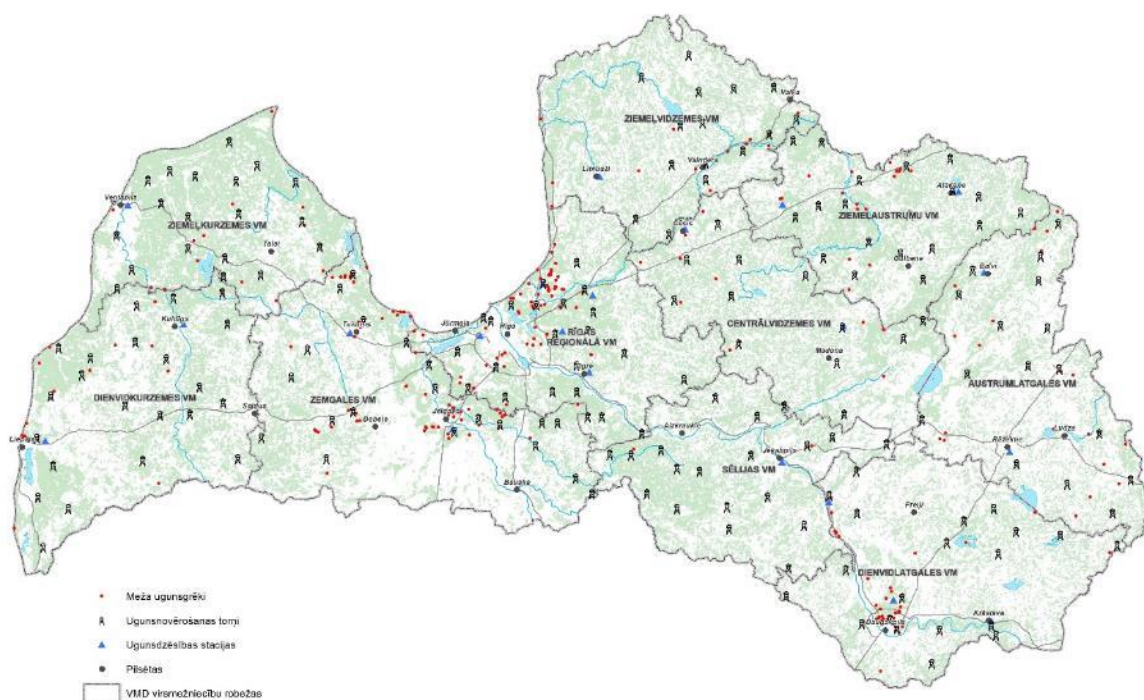 Valka
ZIEMEĻVIDZEMES VM
Limbaži
Valmiera
Alūksne
Ventspils
ZIEMEĻKURZEMES VM
Talsi
Cēsis
ZIEMEĻAUSTRUMU VM
Gulbene
Balvi
Kuldīga
Tukums
Jūrmala
Rīga
RĪGAS
REĢIONĀLĀ VM
CENTRĀLVIDZEMES VM
Madona
Ogre
AUSTRUMLATGALES VM
DIENVIDKURZEMES VM
ZEMGALES VM
Saldus
Dobele
Jelgava
Aizkraukle
Liepāja
Ludza
Rēzekne
Jēkabpils
SĒLIJAS VM
Bauska
Preiļi
DIENVIDLATGALES VM
Daugavpils
Krāslava
Meža ugunsgrēki
Ugunsnovērošanas torņi
Ugunsdzēsības stacijas
Pilsētas
VMD virsmežniecību robežas